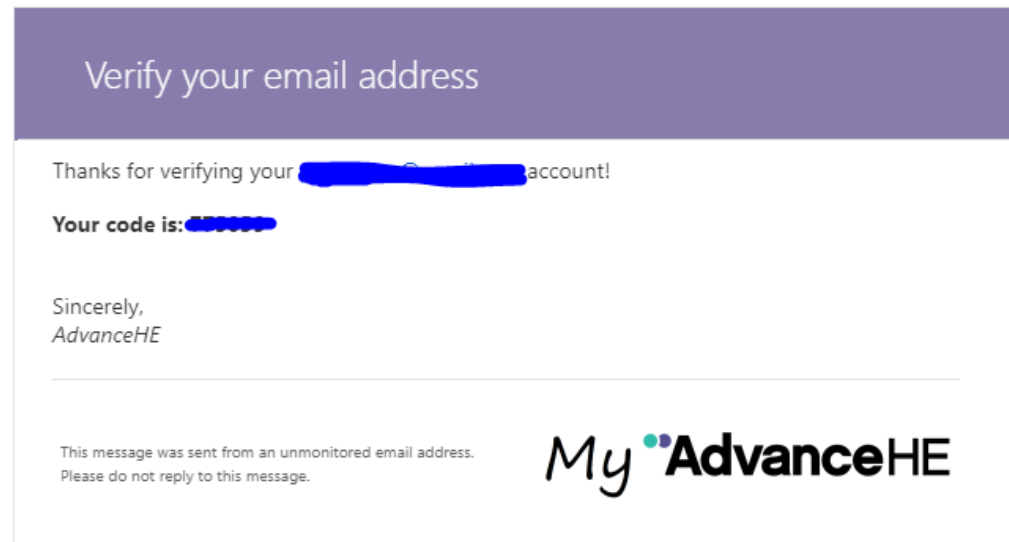 Verify your email address
Thanks for verifying your account!
Your code is:
Sincerely,
AdvanceHE
This message was sent from an unmonitored email address.
Please do not reply to this message.
My AdvanceHE